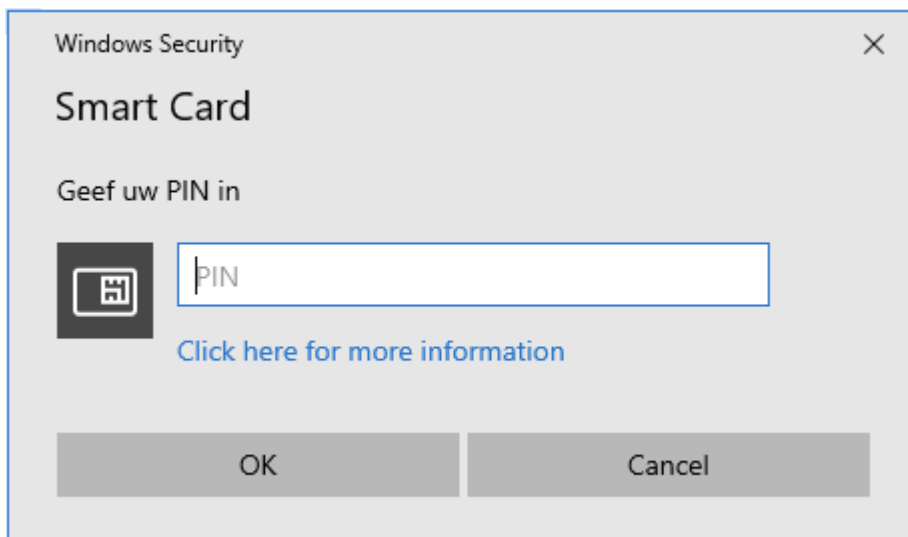 Windows Security
Smart Card
Geef uw PIN in
PIN
Click here for more information
OK
Cancel